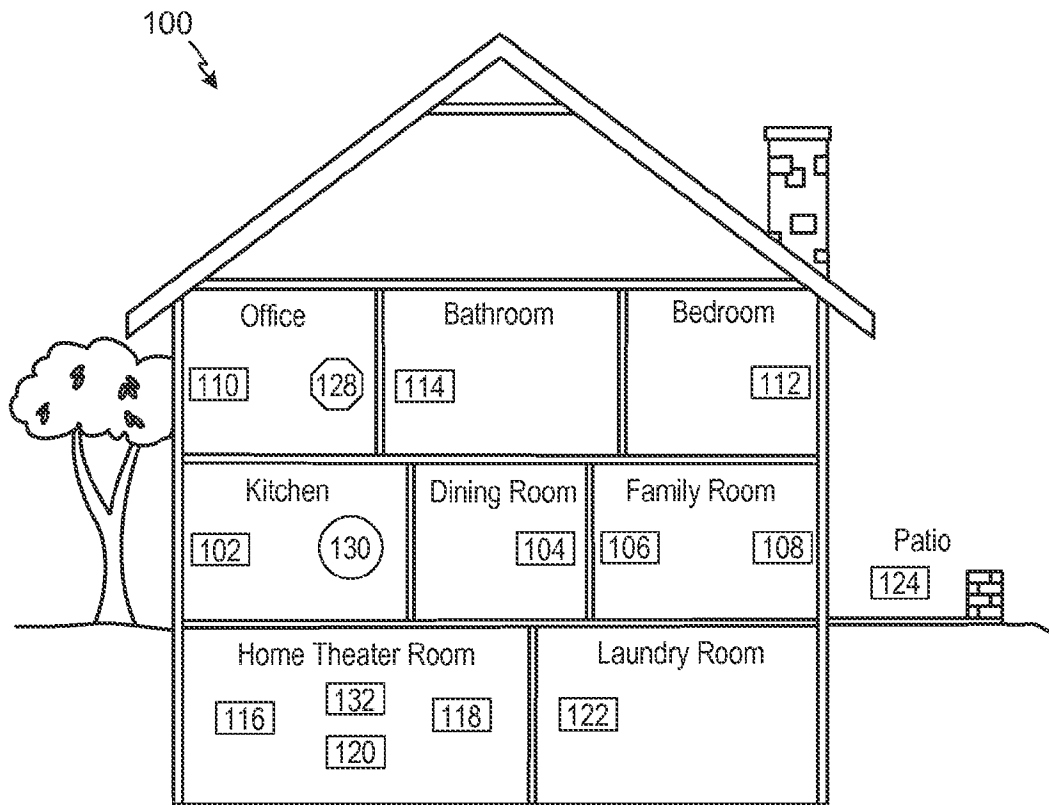 100
Office Bathroom Bedroom
110 128 114 112
Kitchen Dining Room Family Room
102 130 104 106 108
Patio
124
Home Theater Room Laundry Room
132
116 118 122
120